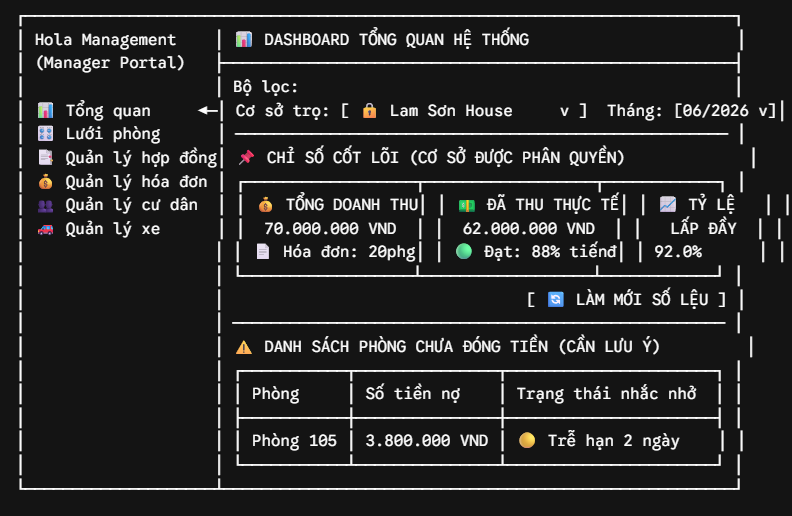 Hola Management
(Manager Portal)
📊 Tổng quan ←
🎛️ Lưới phòng
📑 Quản lý hợp đồng
💰 Quản lý hóa đơn
👥 Quản lý cư dân
🚗 Quản lý xe
📊 DASHBOARD TỔNG QUAN HỆ THỐNG
Bộ lọc:
Cơ sở trọ: [ 🔒 Lam Sơn House v ] Tháng: [06/2026 v]
📌 CHỈ SỐ CỐT LÕI (CƠ SỞ ĐƯỢC PHÂN QUYỀN)
💰 TỔNG DOANH THU
70.000.000 VND
📄 Hóa đơn: 20phg
💵 ĐÃ THU THỰC TẾ
62.000.000 VND
🟢 Đạt: 88% tiềnđ
📈 TỶ LỆ
LẤP ĐẦY
92.0%
[ 🔄 LÀM MỚI SỐ LỆU ]
⚠️ DANH SÁCH PHÒNG CHƯA ĐÓNG TIỀN (CẦN LƯU Ý)
Phòng | Số tiền nợ | Trạng thái nhắc nhở
Phòng 105 | 3.800.000 VND | 🟡 Trễ hạn 2 ngày